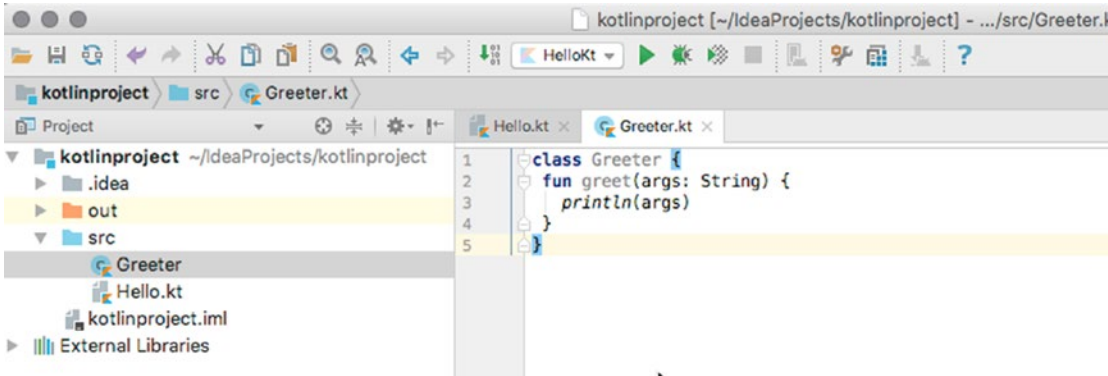 kotlinproject [~/IdeaProjects/kotlinproject] - .../src/Greeter.k
HelloKt
?
kotlinproject src Greeter.kt
Project
Hello.kt Greeter.kt
kotlinproject ~/IdeaProjects/kotlinproject
.idea
out
src
Greeter
Hello.kt
kotlinproject.iml
External Libraries
1 class Greeter {
2 fun greet(args: String) {
3 println(args)
4 }
5 }